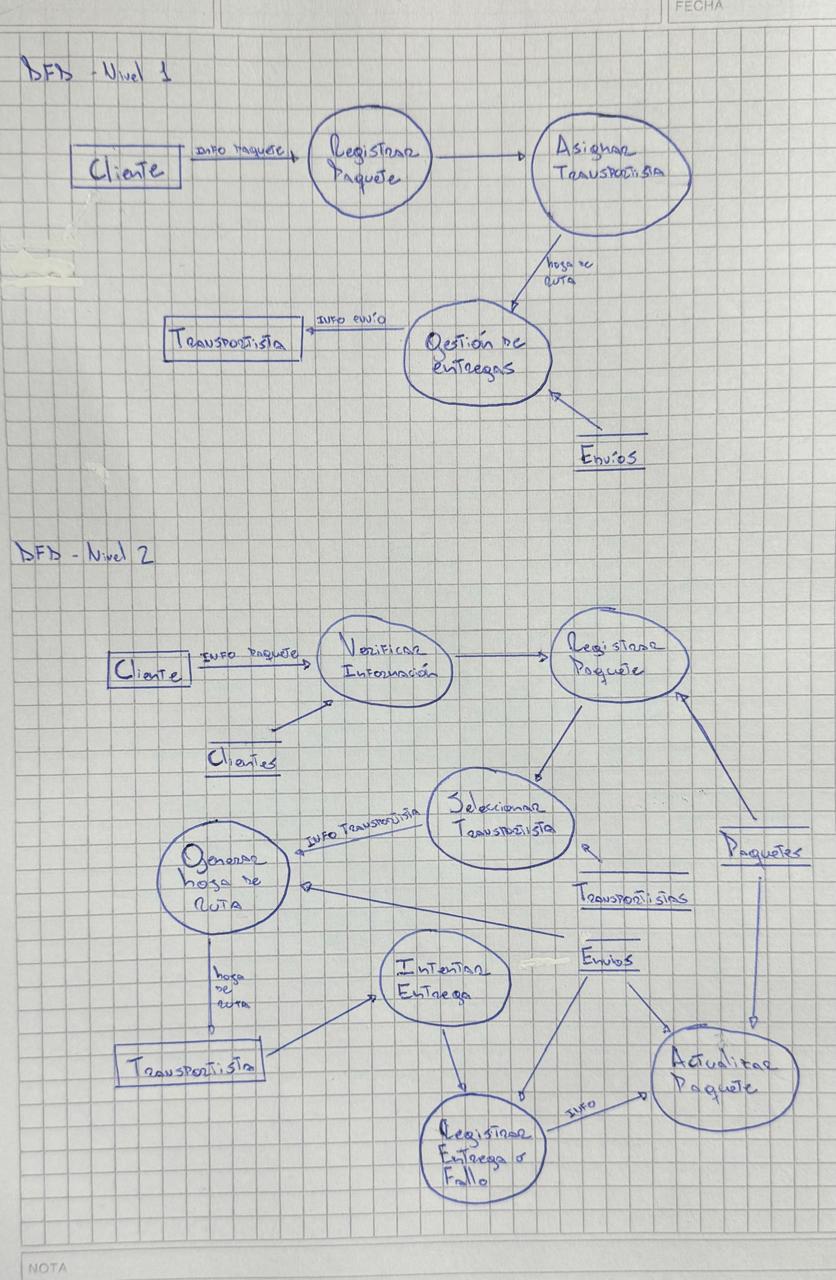 FECHA
DFD - Nivel 1
Cliente
INFO Paquete
Registrar
Paquete
Asignar
Transportista
hoja de
ruta
Transportista
INFO envío
Gestión de
entregas
Envíos
DFD - Nivel 2
Cliente
INFO Paquete
Verificar
Información
Registrar
Paquete
Clientes
Seleccionar
Transportista
INFO Transportista
Generar
hoja de
ruta
Paquetes
Transportistas
Envíos
Intentar
Entrega
hoja
de
ruta
Transportista
Actualizar
Paquete
INFO
Registrar
Entrega o
Fallo
NOTA